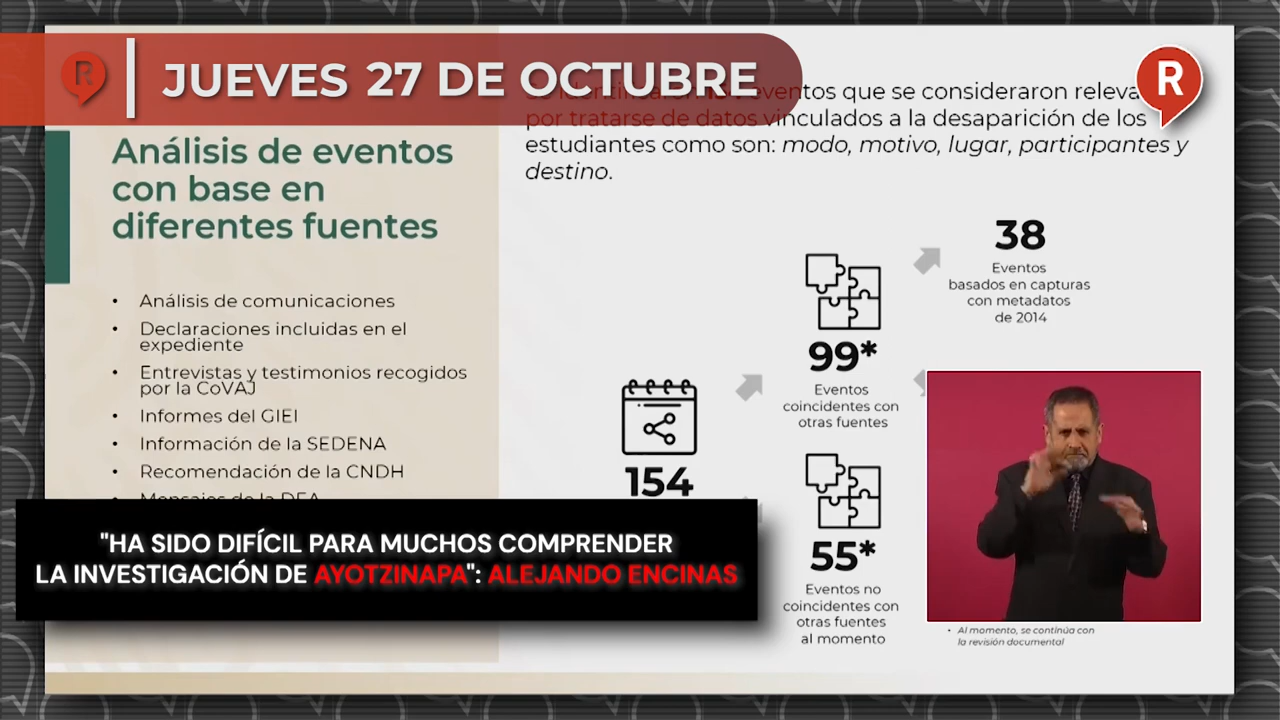 R
JUEVES 27 DE OCTUBRE
R
eventos que se consideraron
por tratarse de datos vinculados a la desaparición de los
estudiantes como son: modo, motivo, lugar, participantes y
destino.
Análisis de eventos
con base en
diferentes fuentes
• Análisis de comunicaciones
• Declaraciones incluidas en el
expediente
• Entrevistas y testimonios recogidos
por la CoVAJ
• Informes del GIEI
• Información de la SEDENA
• Recomendación de la CNDH
• Mensajes de la DEA
154
99*
Eventos
coincidentes con
otras fuentes
38
Eventos
basados en capturas
con metadatos
de 2014
55*
Eventos no
coincidentes con
otras fuentes
al momento
• Al momento, se continúa con
la revisión documental
"HA SIDO DIFÍCIL PARA MUCHOS COMPRENDER
LA INVESTIGACIÓN DE AYOTZINAPA": ALEJANDO ENCINAS